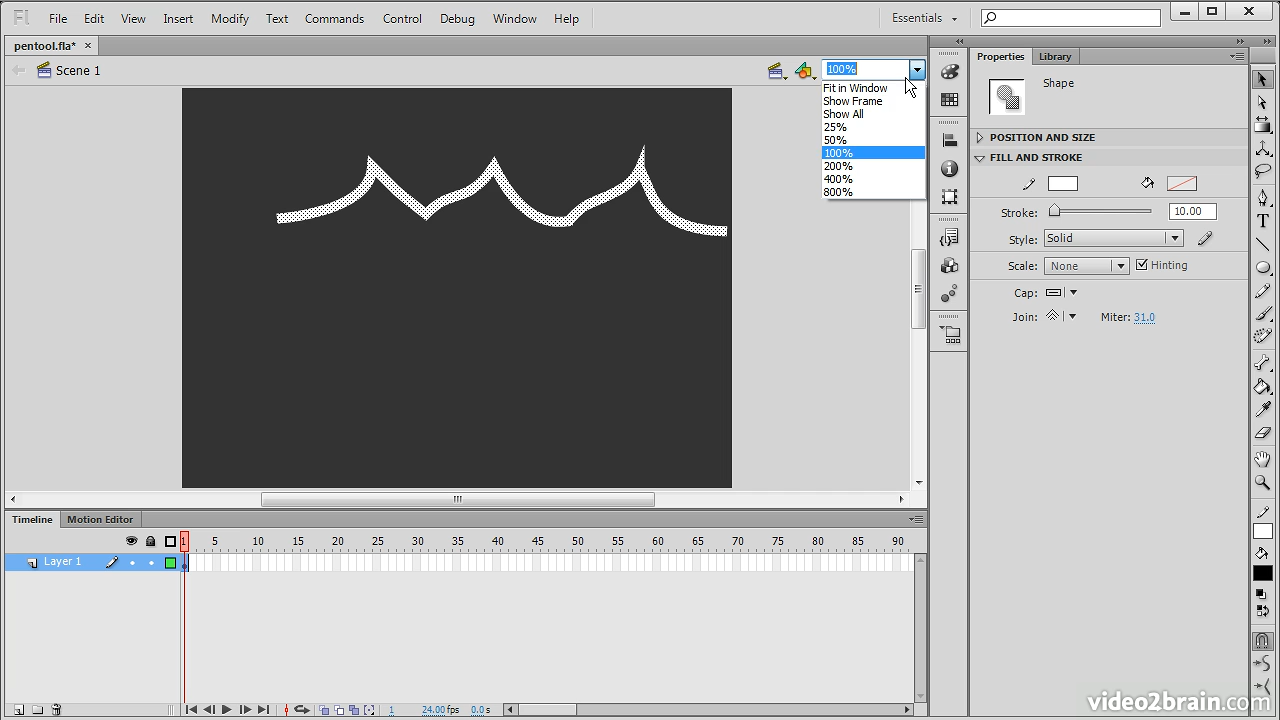 Fl File Edit View Insert Modify Text Commands Control Debug Window Help Essentials
pentool.fla* ×
Scene 1
100%
Fit in Window
Show Frame
Show All
25%
50%
100%
200%
400%
800%
Properties Library
Shape
POSITION AND SIZE
FILL AND STROKE
Stroke: 10.00
Style: Solid
Scale: None Hinting
Cap:
Join: Miter: 31.0
T
Timeline Motion Editor
1 5 10 15 20 25 30 35 40 45 50 55 60 65 70 75 80 85 90
Layer 1
1 24.00 fps 0.0 s
video2brain.com